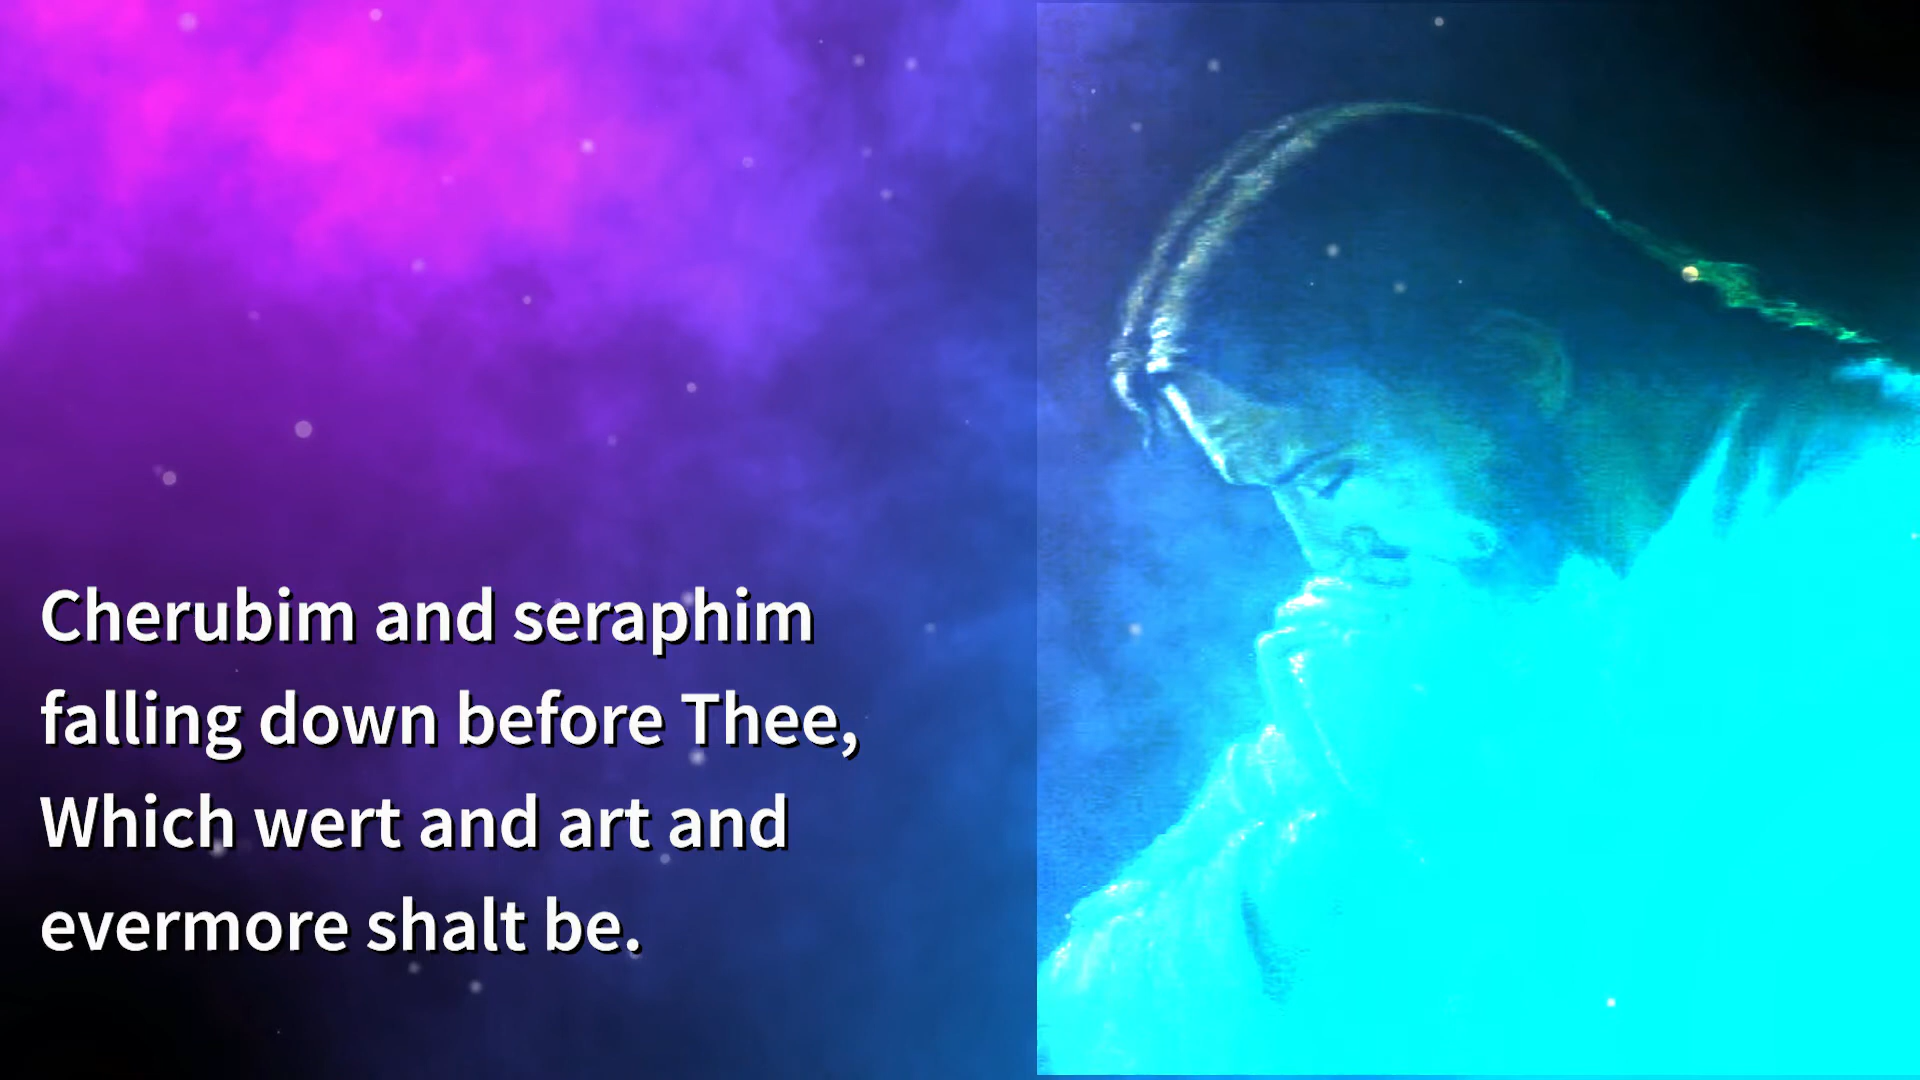 Cherubim and seraphim
falling down before Thee,
Which wert and art and
evermore shalt be.